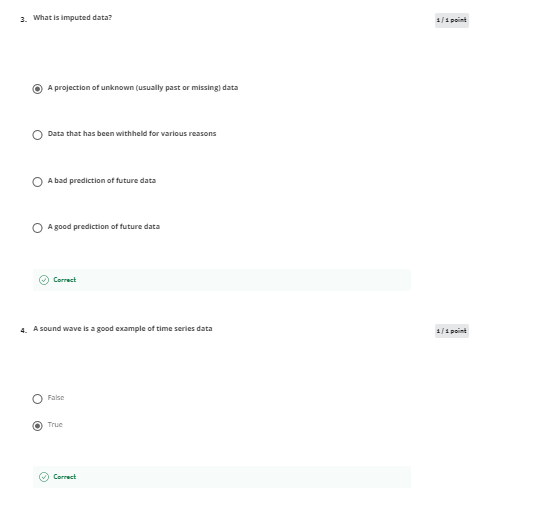 3. What is imputed data?
1 / 1 point
A projection of unknown (usually past or missing) data
Data that has been withheld for various reasons
A bad prediction of future data
A good prediction of future data
Correct
4. A sound wave is a good example of time series data
1 / 1 point
False
True
Correct